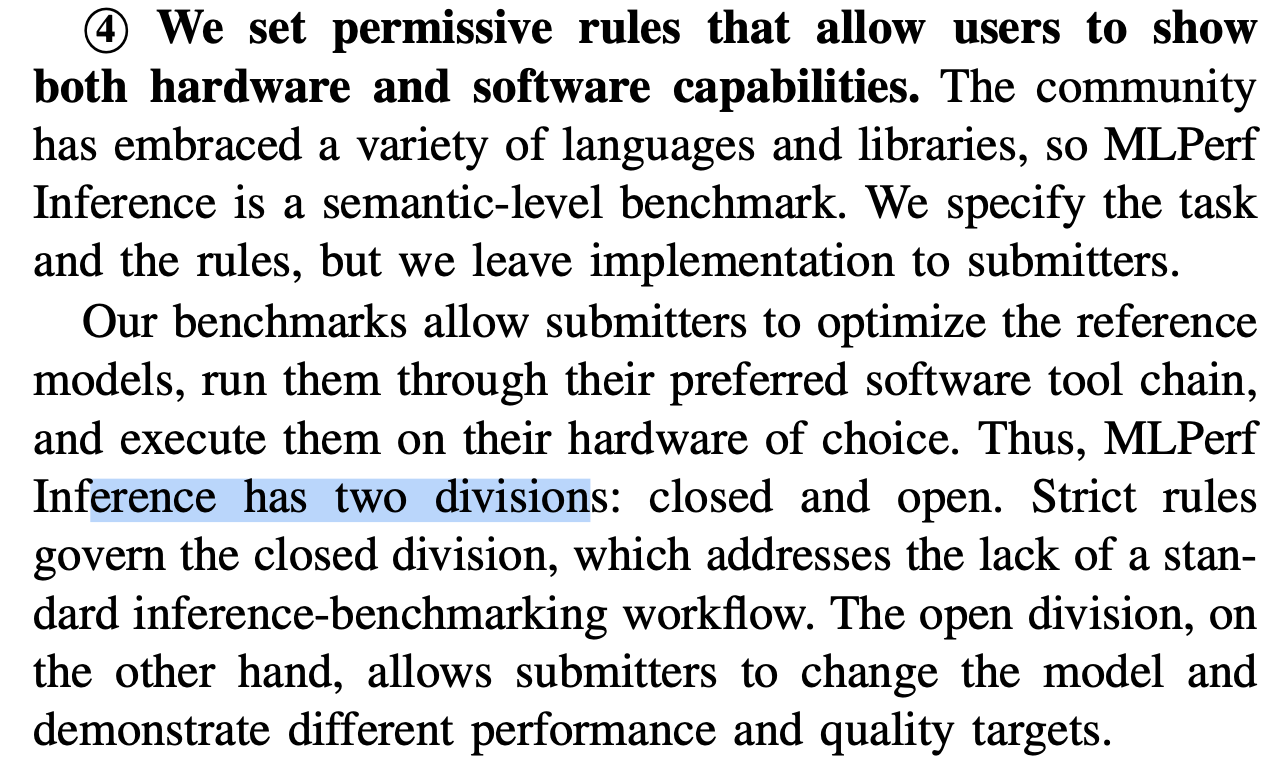 ④ We set permissive rules that allow users to show
both hardware and software capabilities. The community
has embraced a variety of languages and libraries, so MLPerf
Inference is a semantic-level benchmark. We specify the task
and the rules, but we leave implementation to submitters.
Our benchmarks allow submitters to optimize the reference
models, run them through their preferred software tool chain,
and execute them on their hardware of choice. Thus, MLPerf
Inference has two divisions: closed and open. Strict rules
govern the closed division, which addresses the lack of a stan-
dard inference-benchmarking workflow. The open division, on
the other hand, allows submitters to change the model and
demonstrate different performance and quality targets.